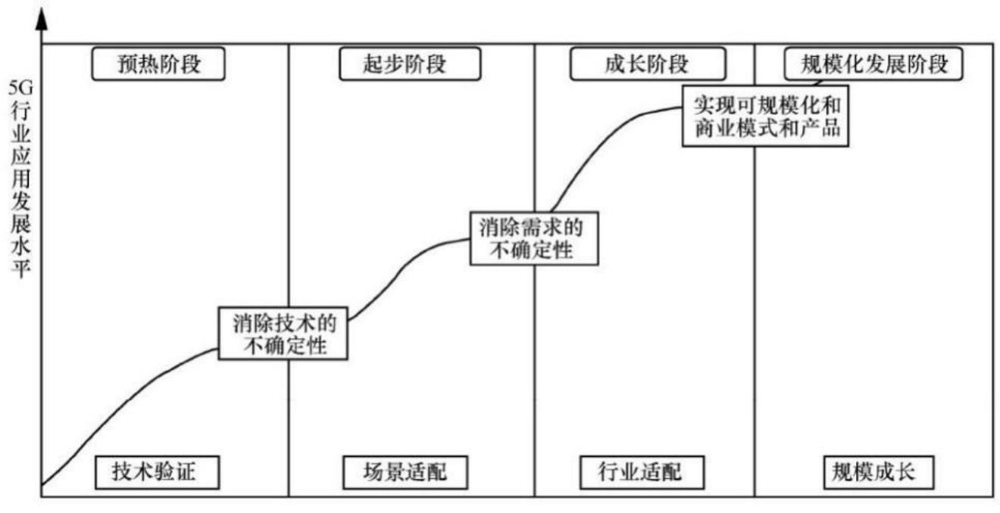 预热阶段
起步阶段
成长阶段
规模化发展阶段
5G
行
业
应
用
发
展
水
平
实现可规模化和
商业模式和产品
消除需求的
不确定性
消除技术的
不确定性
技术验证
场景适配
行业适配
规模成长